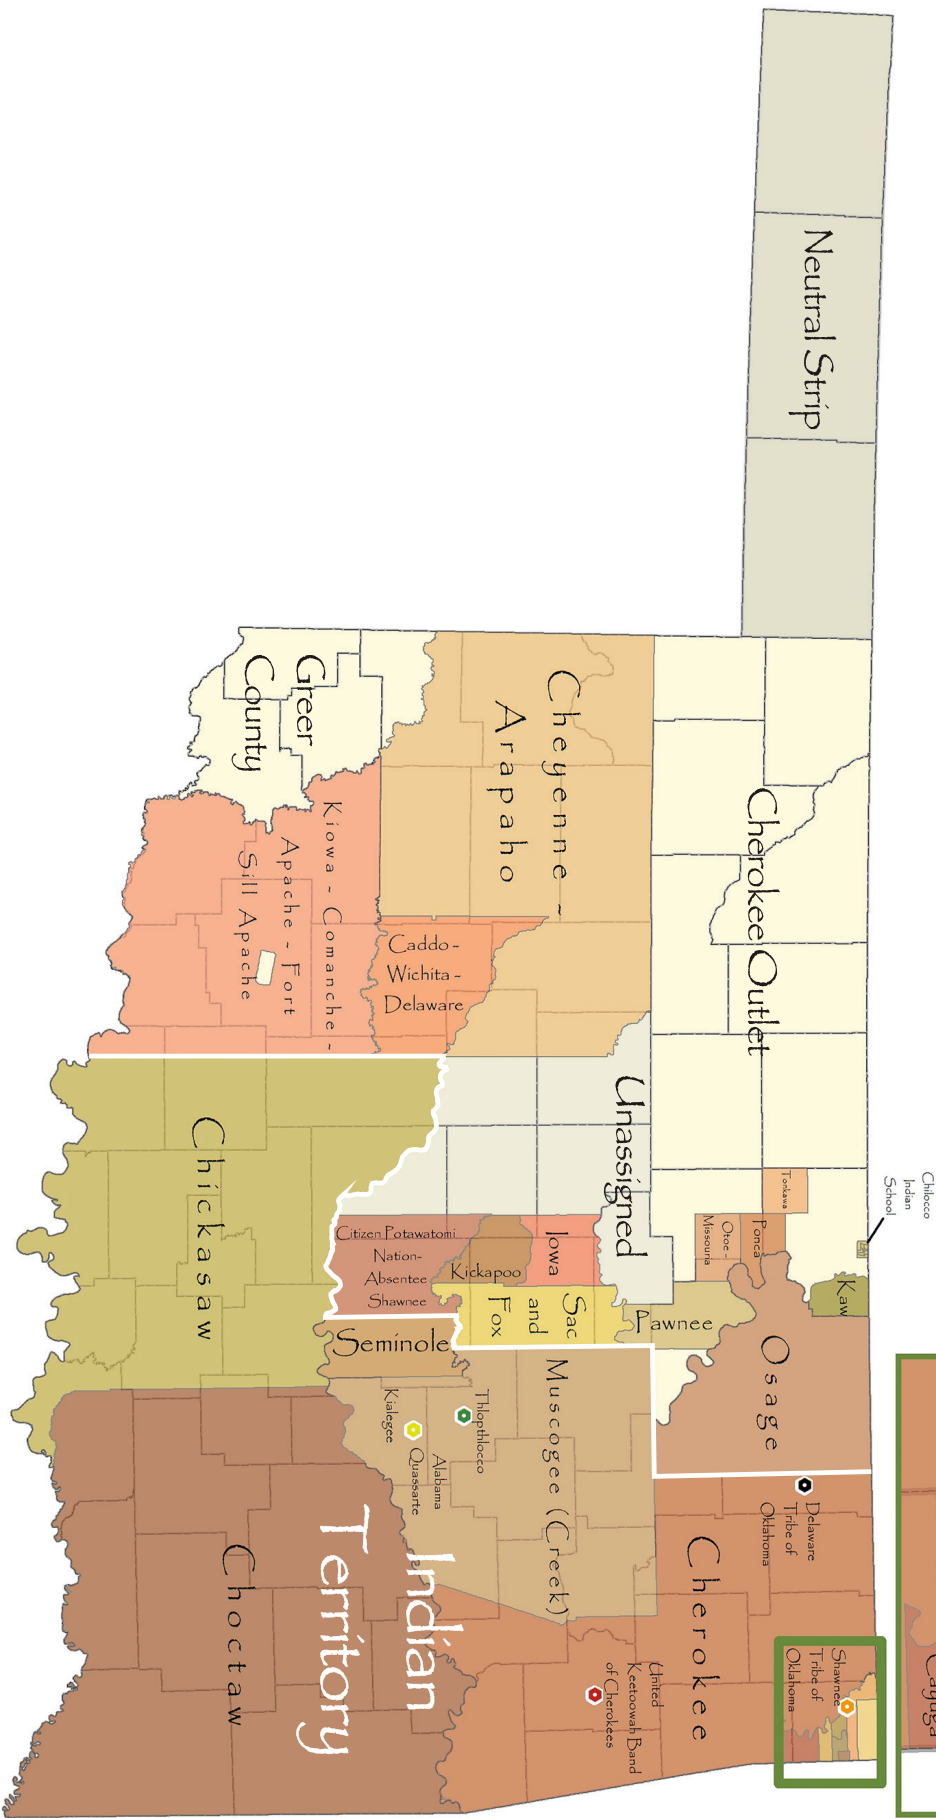 Neutral Strip
Cherokee Outlet
Greer
County
Cheyenne -
Arapaho
Kiowa - Comanche -
Apache - Fort
Sill Apache
Caddo -
Wichita -
Delaware
Unassigned
Chilocco
Indian
School
Tonkawa
Ponca
Otoe -
Missouria
Kaw
Osage
Pawnee
Iowa
Sac
and
Fox
Kickapoo
Citizen Potawatomi
Nation-
Absentee
Shawnee
Seminole
Chickasaw
Muscogee (Creek)
Thlopthlocco
Alabama
Quassarte
Kialegee
Cherokee
Delaware
Tribe of
Oklahoma
Shawnee
Tribe of
Oklahoma
United
Keetoowah Band
of Cherokees
Choctaw
Indian
Territory
Cayuga